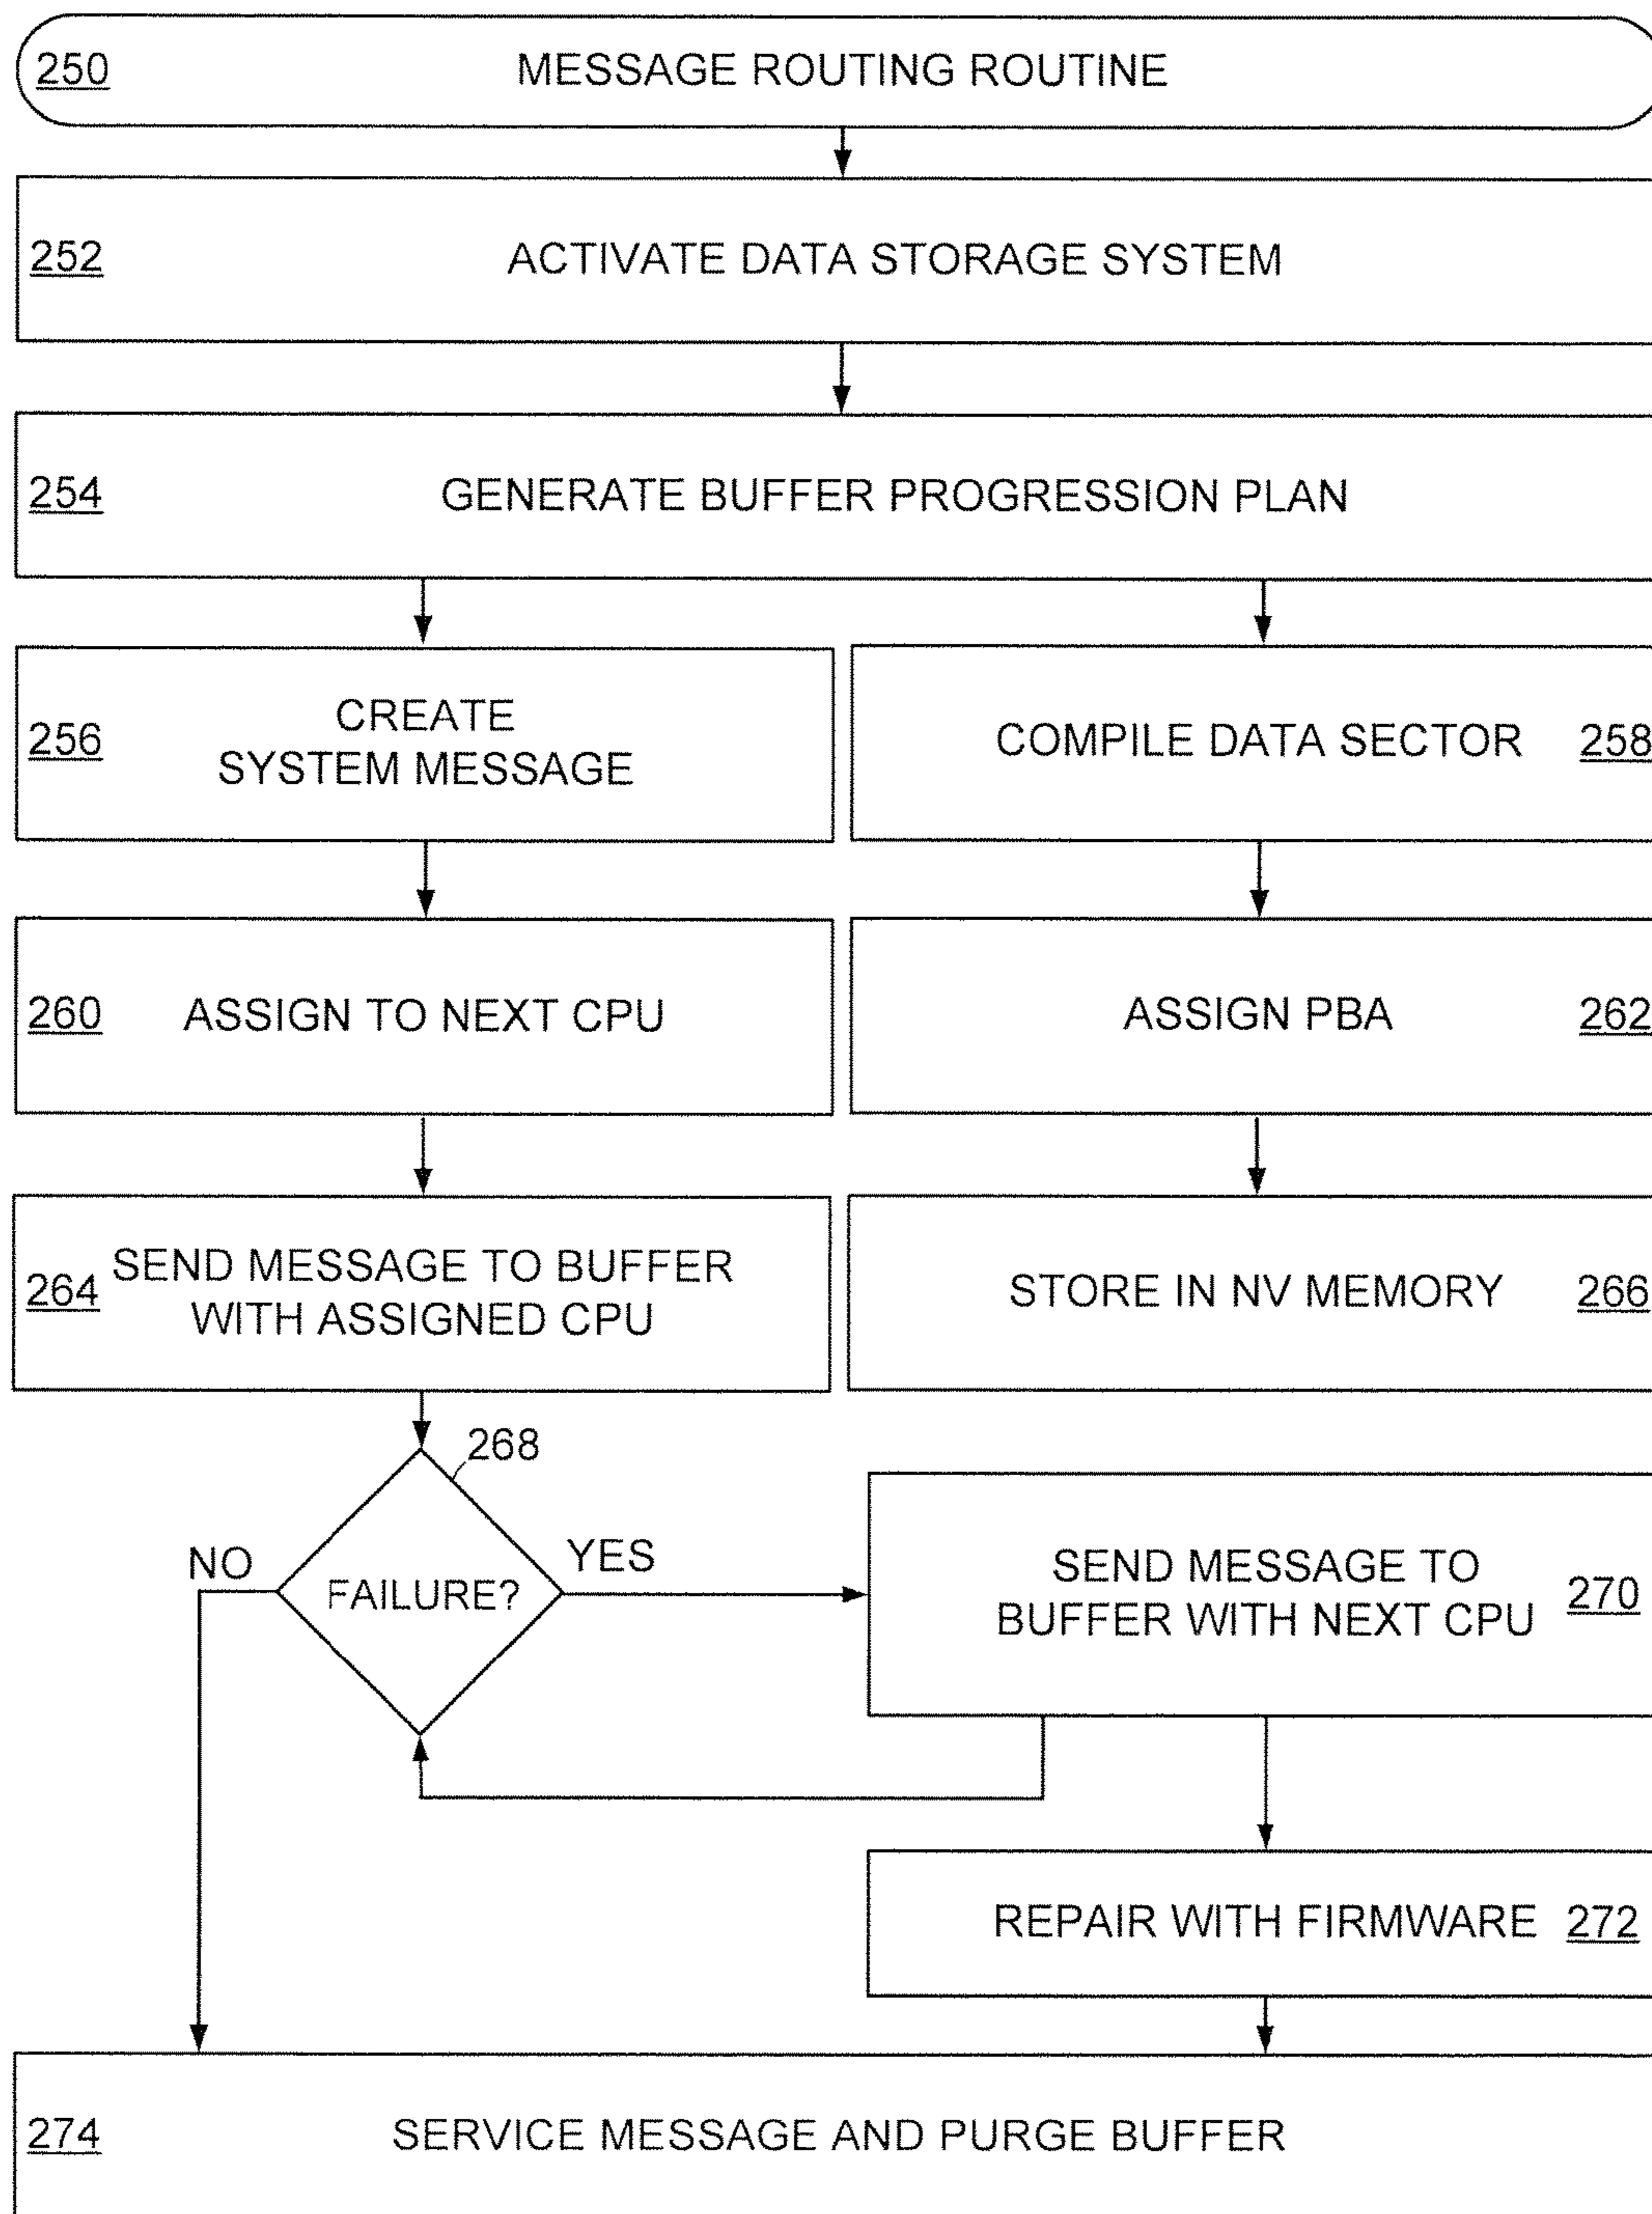 250 MESSAGE ROUTING ROUTINE
252 ACTIVATE DATA STORAGE SYSTEM
254 GENERATE BUFFER PROGRESSION PLAN
256 CREATE
SYSTEM MESSAGE
COMPILE DATA SECTOR 258
260 ASSIGN TO NEXT CPU
ASSIGN PBA 262
264 SEND MESSAGE TO BUFFER
WITH ASSIGNED CPU
STORE IN NV MEMORY 266
268
NO
FAILURE?
YES
SEND MESSAGE TO
BUFFER WITH NEXT CPU 270
REPAIR WITH FIRMWARE 272
274 SERVICE MESSAGE AND PURGE BUFFER